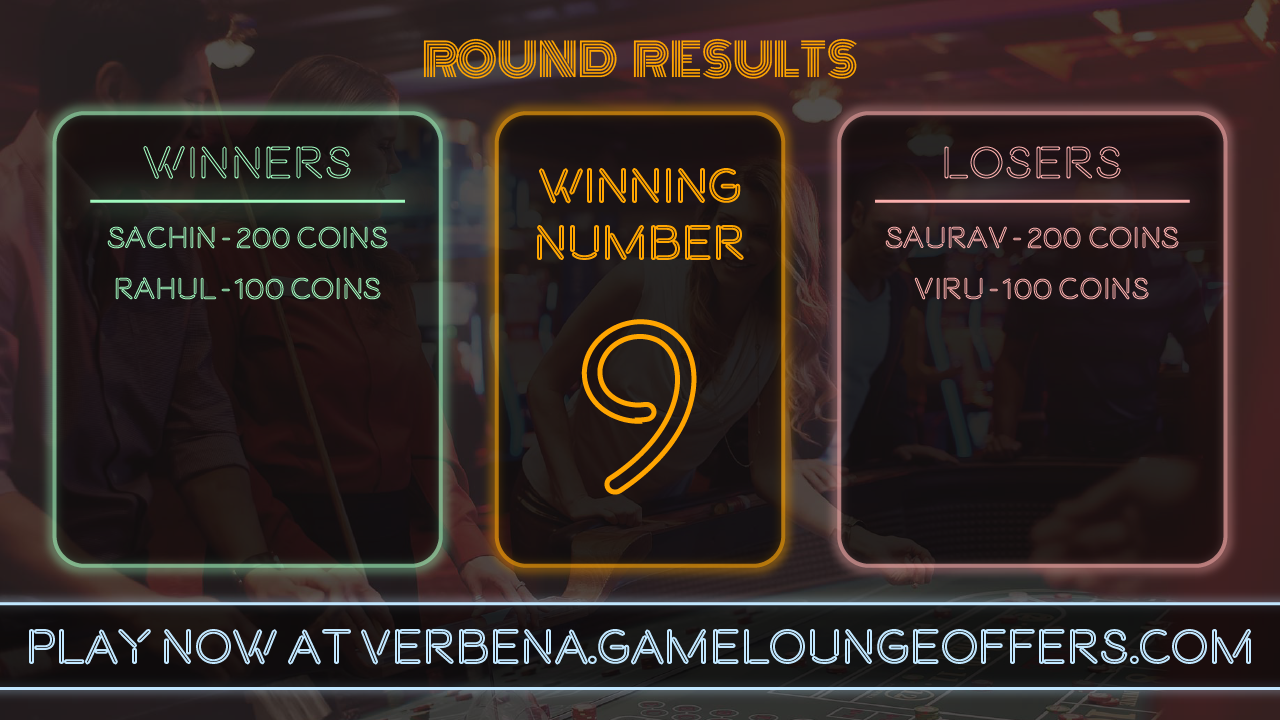 ROUND RESULTS
WINNERS
SACHIN - 200 COINS
RAHUL - 100 COINS
WINNING
NUMBER
9
LOSERS
SAURAV - 200 COINS
VIRU - 100 COINS
PLAY NOW AT VERBENA.GAMELOUNGEOFFERS.COM